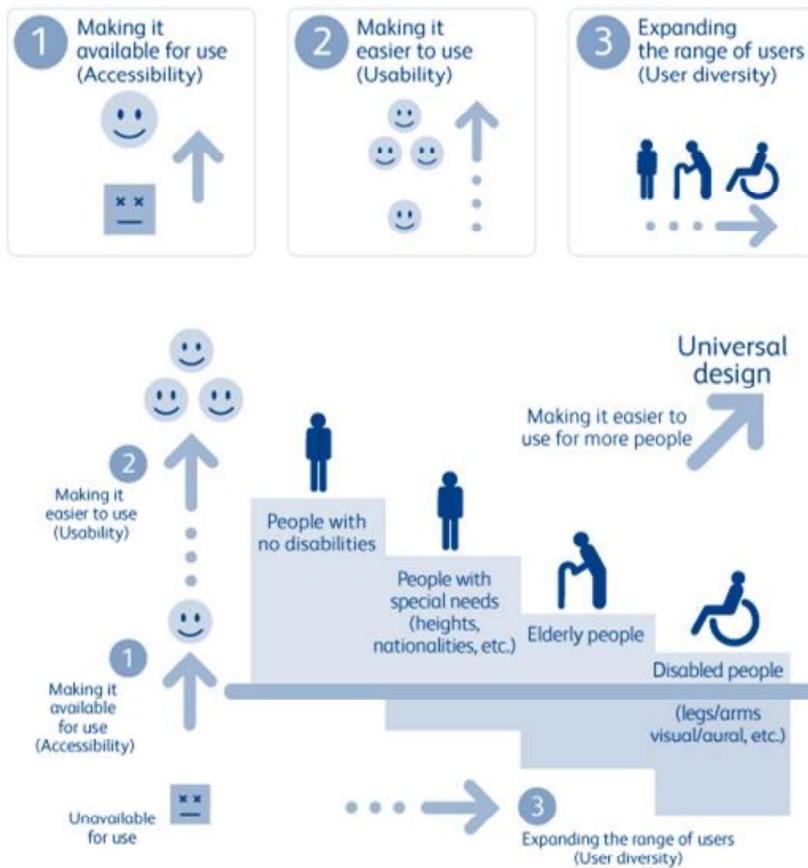 1
Making it
available for use
(Accessibility)
2
Making it
easier to use
(Usability)
3
Expanding
the range of users
(User diversity)
Universal
design
Making it easier to
use for more people
2
Making it
easier to use
(Usability)
People with
no disabilities
People with
special needs
(heights,
nationalities, etc.)
Elderly people
Disabled people
(legs/arms
visual/aural, etc.)
1
Making it
available
for use
(Accessibility)
Unavailable
for use
3
Expanding the range of users
(User diversity)